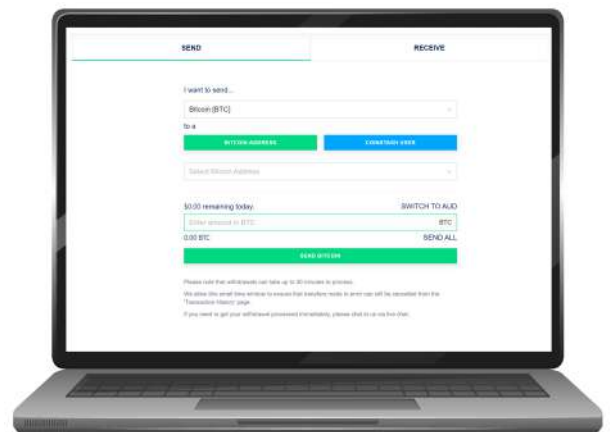 SEND
RECEIVE
I want to send...
Bitcoin (BTC)
to a
BITCOIN ADDRESS
COINSTASH USER
Select Bitcoin Address
$0.00 remaining today.
SWITCH TO AUD
Enter amount in BTC
BTC
0.00 BTC
SEND ALL
SEND BITCOIN
Please note that withdrawals can take up to 30 minutes to process.
We allow this small time window to ensure that transfers made in error can still be cancelled from the
'Transaction History' page.
If you need to get your withdrawal processed immediately, please chat to us via live chat.